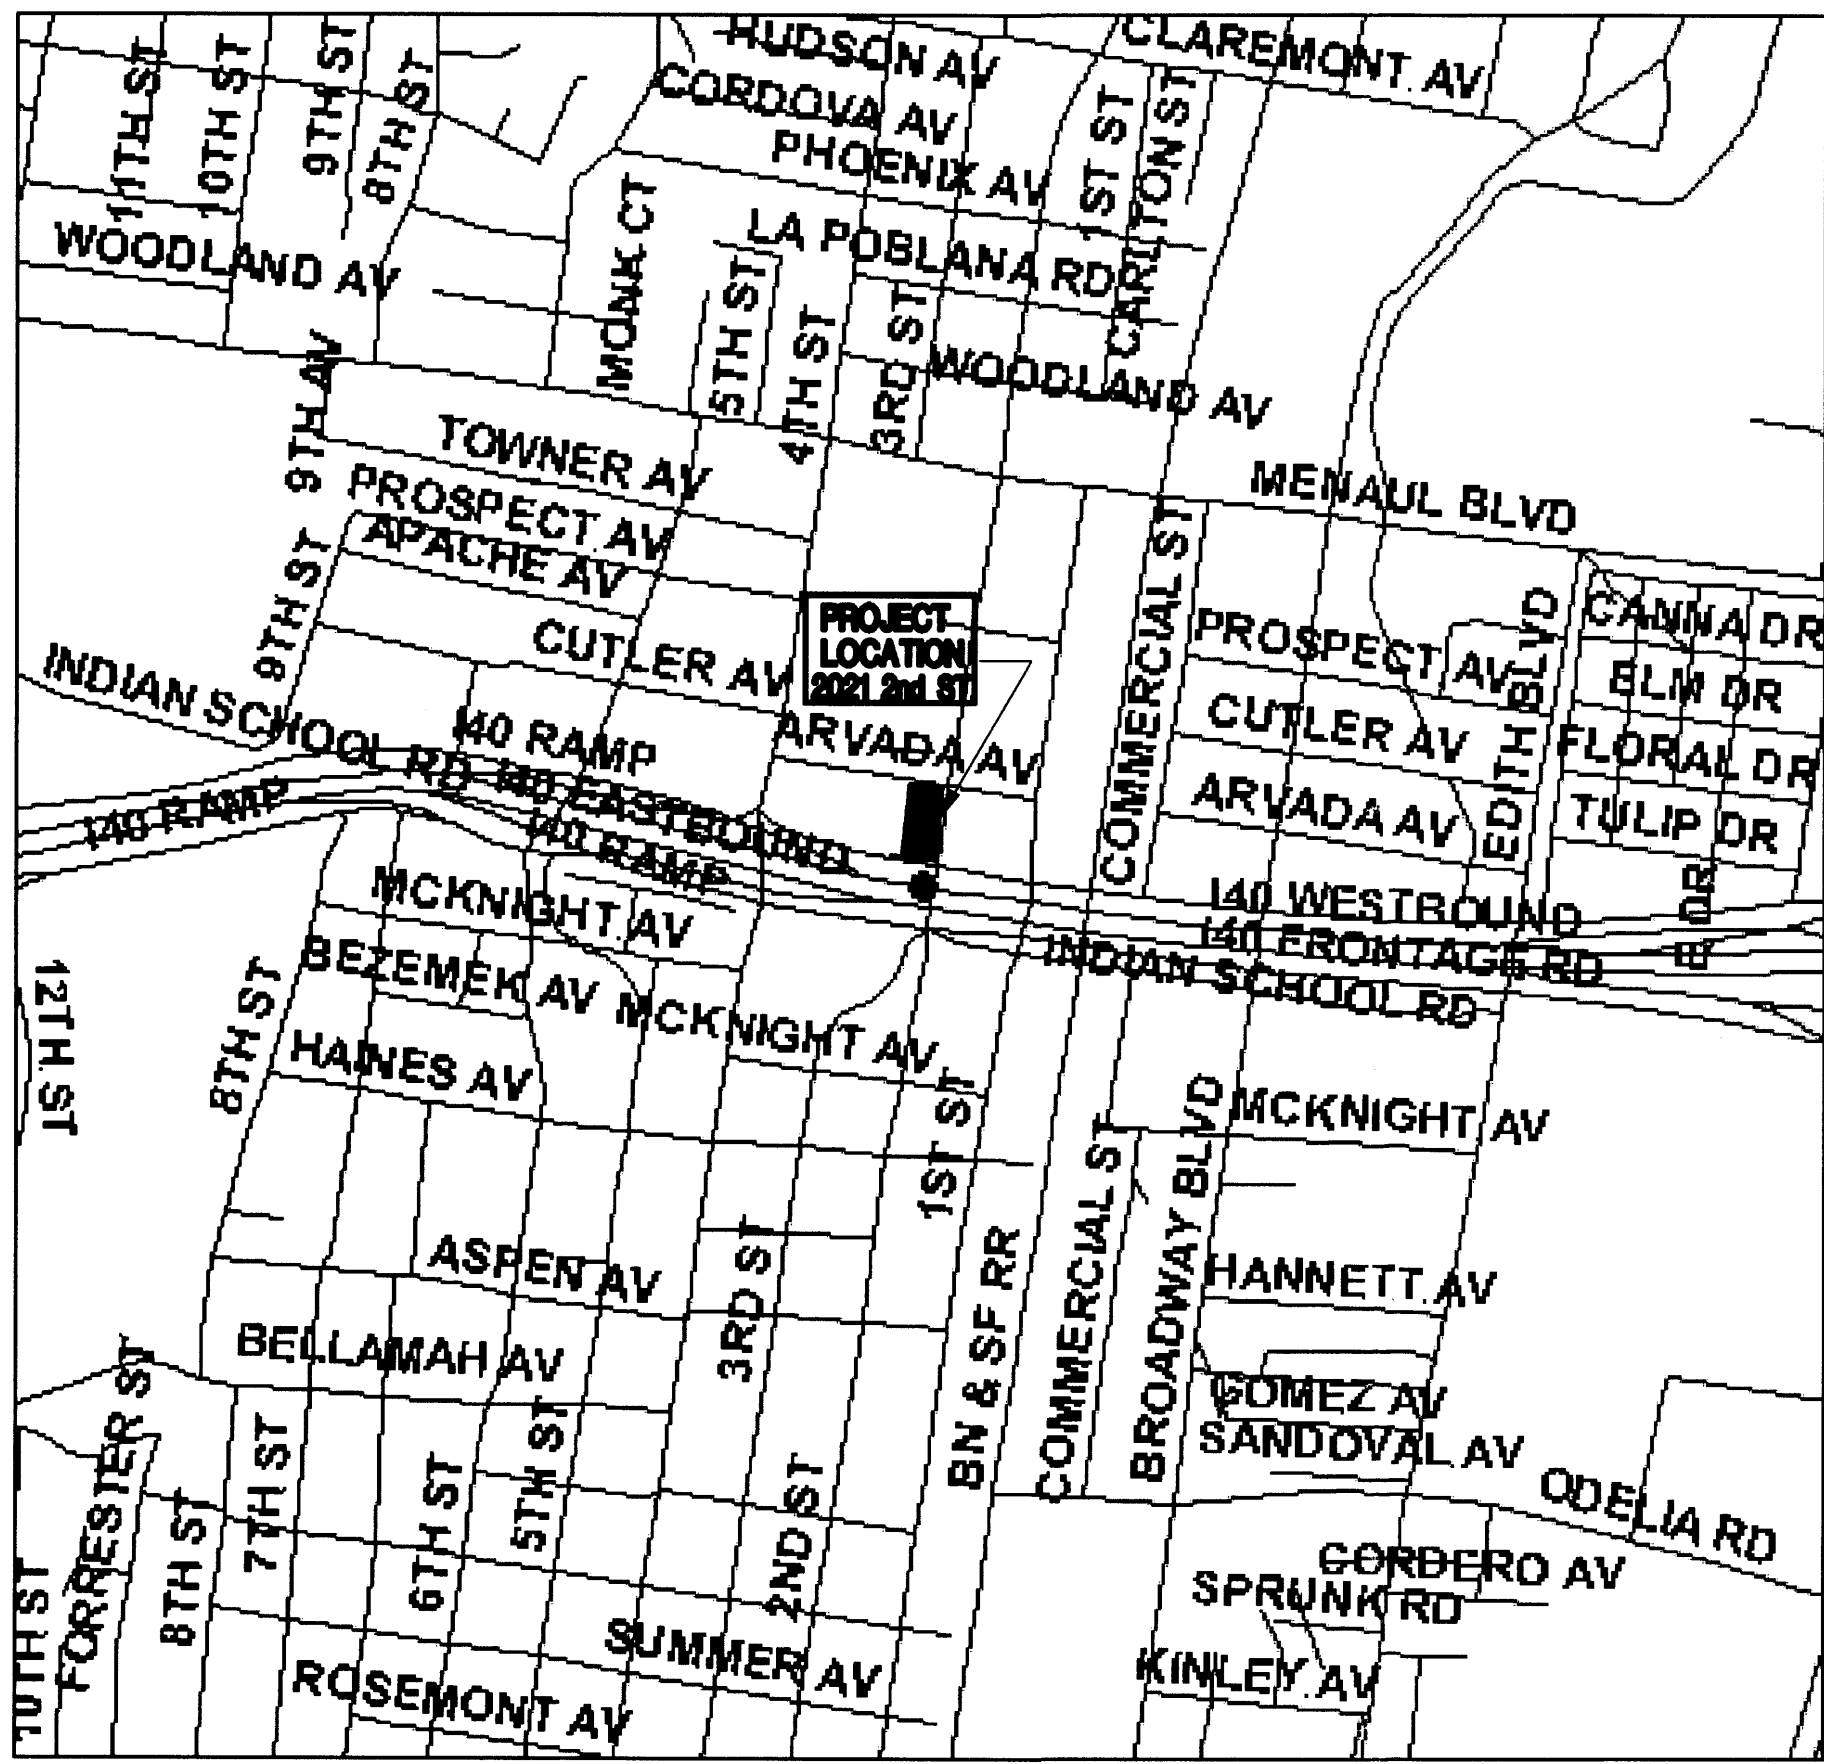 HUDSON AV
CLAREMONT AV
11TH ST
10TH ST
9TH ST
8TH ST
CORDOVA AV
PHOENIX AV
1ST ST
CARLTON ST
WOODLAND AV
MONK CT
LA POBLANA RD
5TH ST
4TH ST
3RD ST
WOODLAND AV
9TH AV
TOWNER AV
MENAUL BLVD
PROSPECT AV
APACHE AV
8TH ST
COMMERCIAL ST
PROJECT
LOCATION
2021 2nd ST
CUTLER AV
PROSPECT AV
EDITH BLVD
CANNA DR
ELM DR
INDIAN SCHOOL RD
I40 RAMP
ARVADA AV
CUTLER AV
FLORAL DR
I40 RAMP
I40 EASTBOUND
I40 RAMP
ARVADA AV
TULIP DR
MCKNIGHT AV
I40 WESTBOUND
I40 FRONTAGE RD
INDIAN SCHOOL RD
E DR
12TH ST
8TH ST
BEZEMEK AV
MCKNIGHT AV
HAINES AV
1ST ST
MCKNIGHT AV
COMMERCIAL ST
BROADWAY BLVD
ASPEN AV
3RD ST
BN & SF RR
HANNETT AV
BELLAMAH AV
GOMEZ AV
SANDOVAL AV
FORRESTER ST
7TH ST
6TH ST
5TH ST
2ND ST
ODELIA RD
8TH ST
10TH ST
CORDERO AV
SPRUNK RD
SUMMER AV
KINLEY AV
ROSEMONT AV